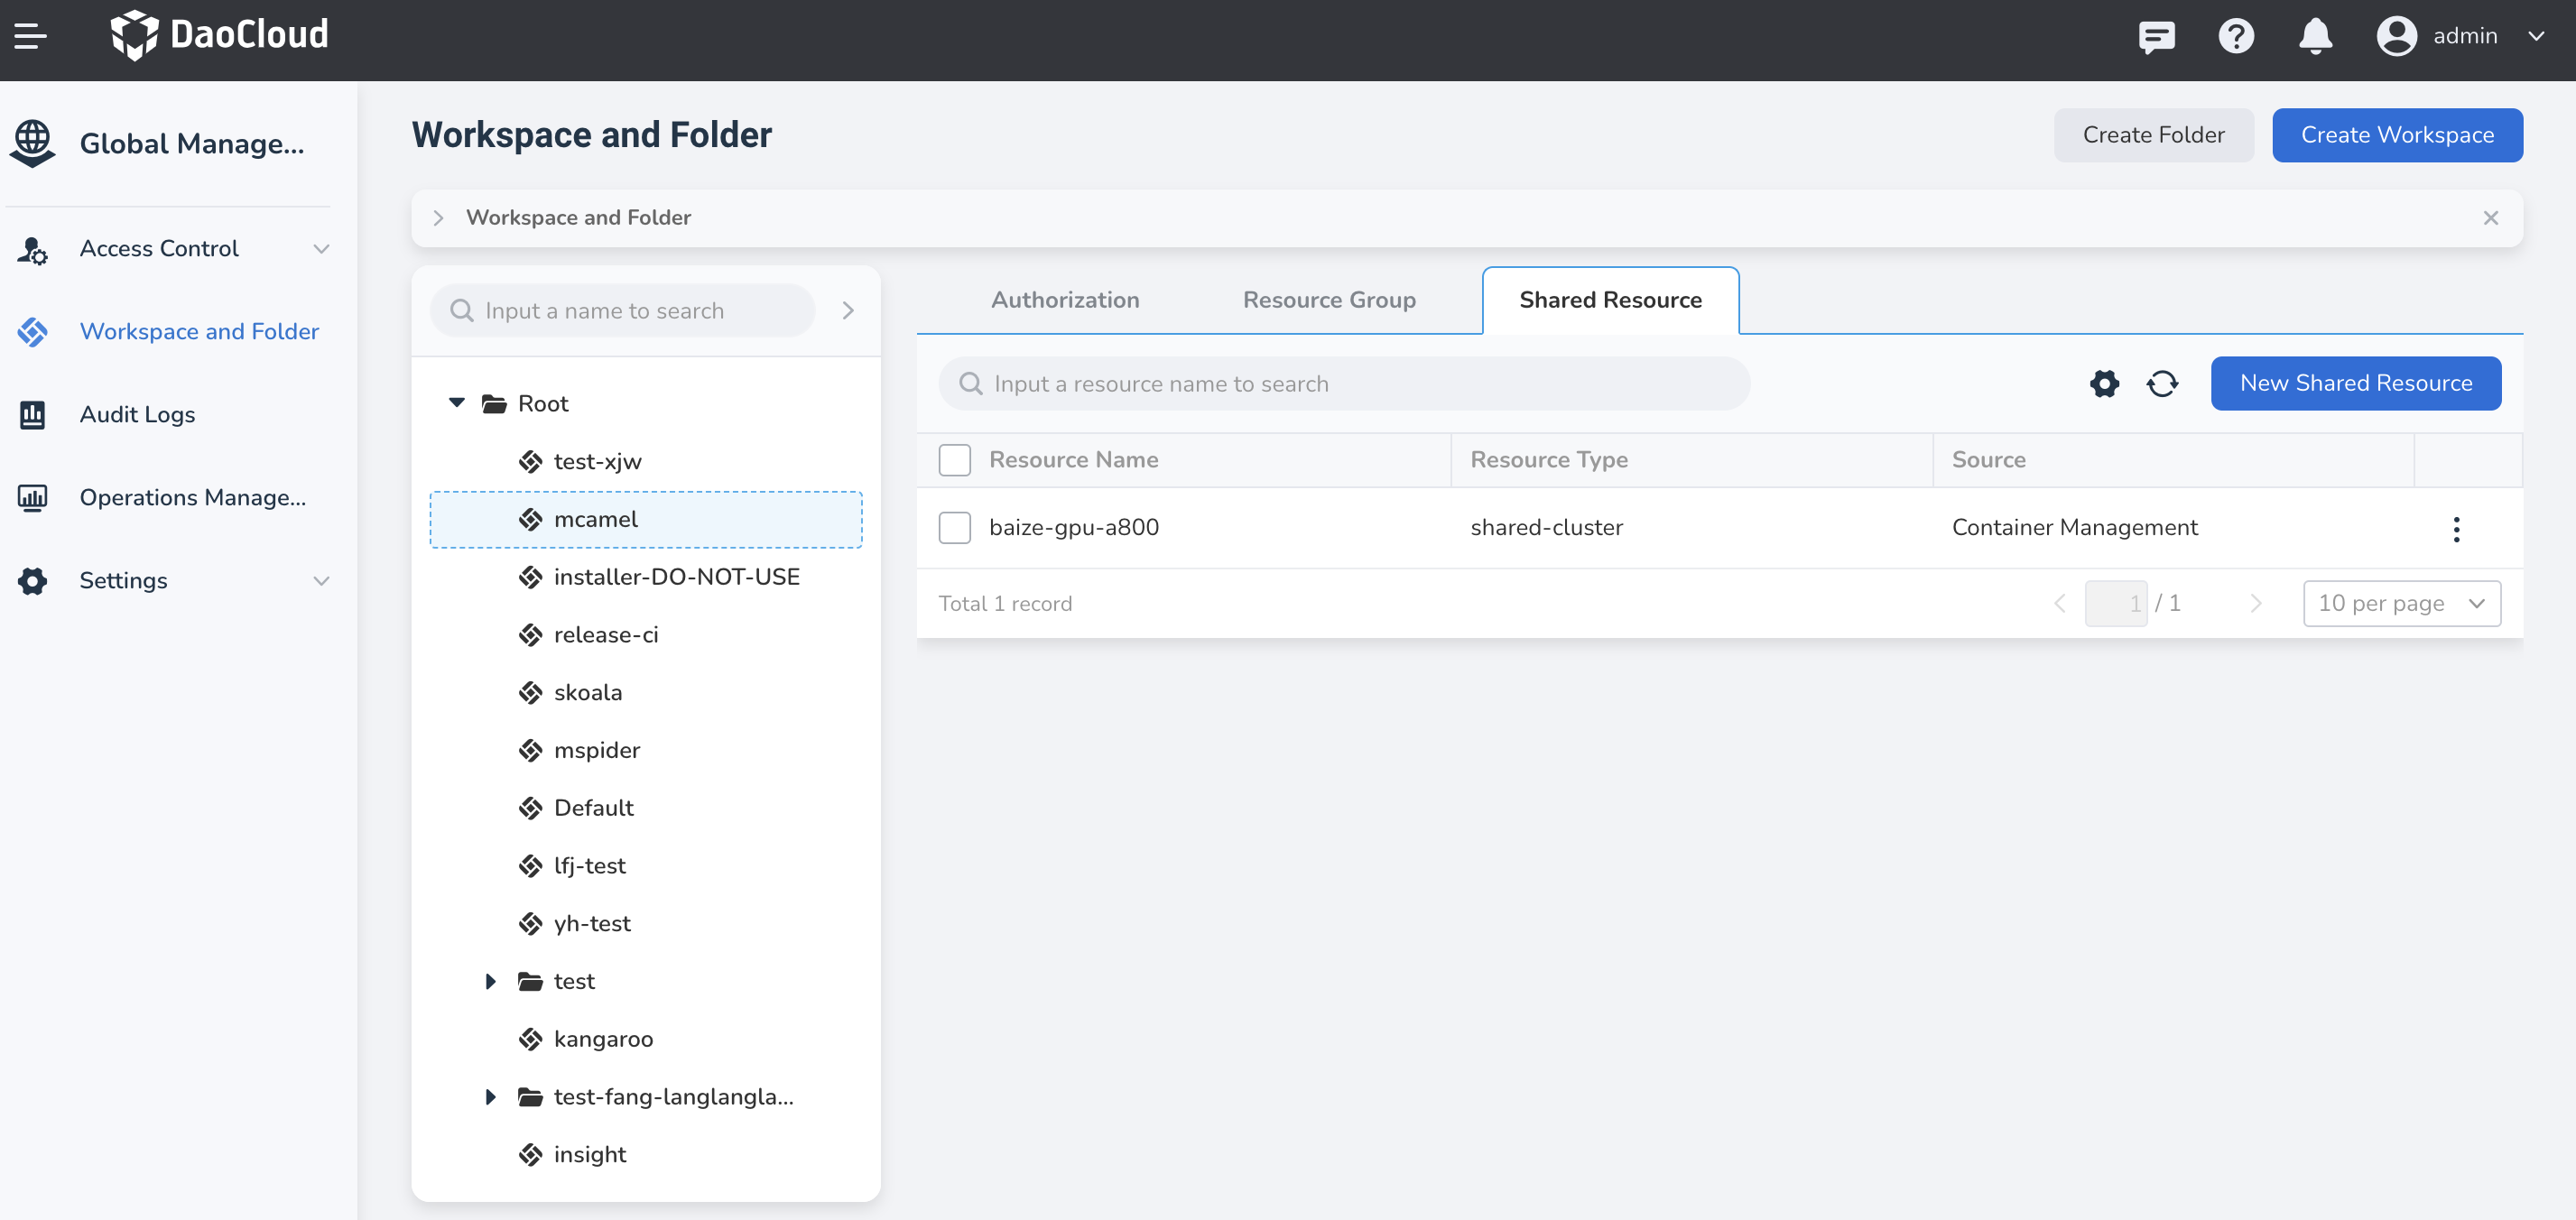 DaoCloud
admin
Global Manage...
Access Control
Workspace and Folder
Audit Logs
Operations Manage...
Settings
Workspace and Folder
Create Folder
Create Workspace
Workspace and Folder
Input a name to search
Root
test-xjw
mcamel
installer-DO-NOT-USE
release-ci
skoala
mspider
Default
lfj-test
yh-test
test
kangaroo
test-fang-langlangla...
insight
Authorization
Resource Group
Shared Resource
Input a resource name to search
New Shared Resource
Resource Name
Resource Type
Source
baize-gpu-a800
shared-cluster
Container Management
Total 1 record
1 / 1
10 per page